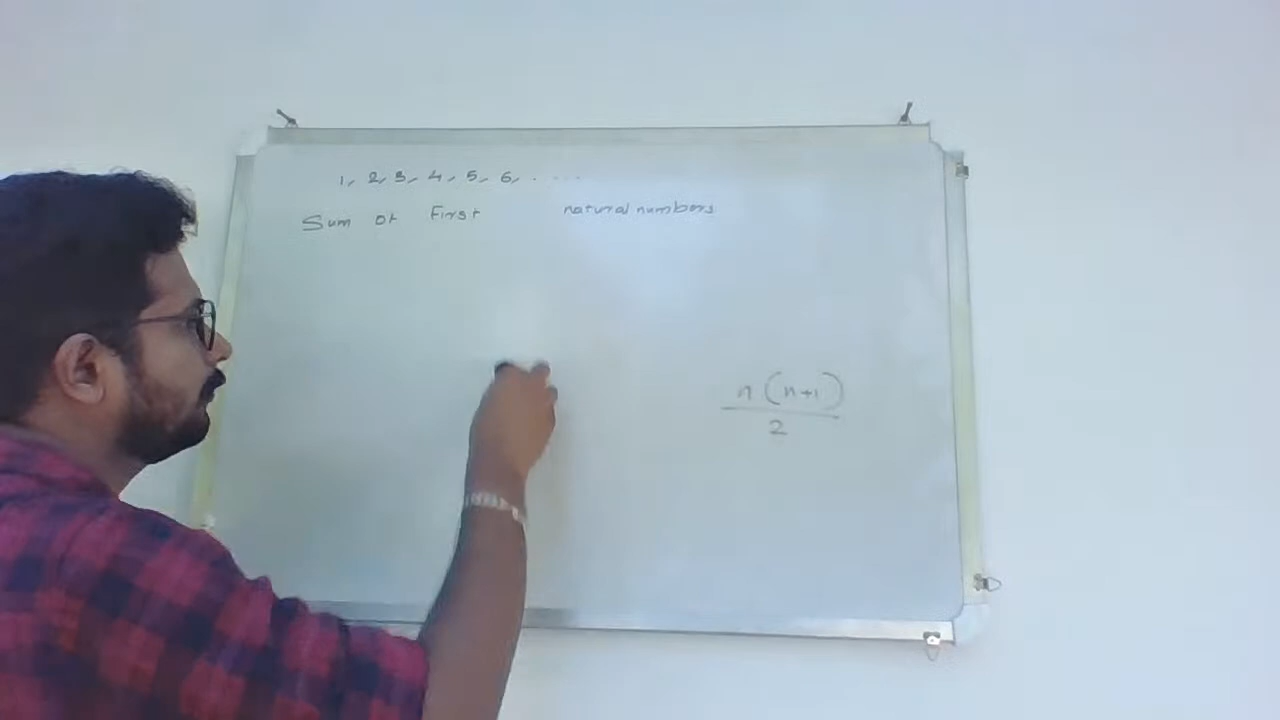 1, 2, 3, 4, 5, 6, . . . .
Sum of First natural numbers
n (n+1)
2